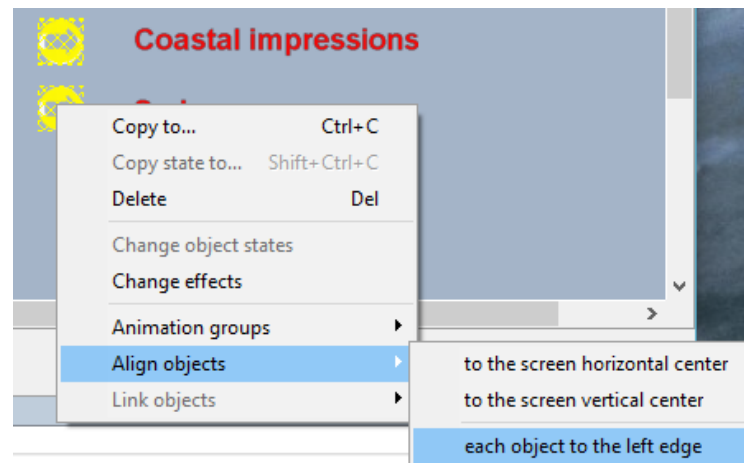 Coastal impressions
Copy to... Ctrl+C
Copy state to... Shift+Ctrl+C
Delete Del
Change object states
Change effects
Animation groups
Align objects
Link objects
to the screen horizontal center
to the screen vertical center
each object to the left edge